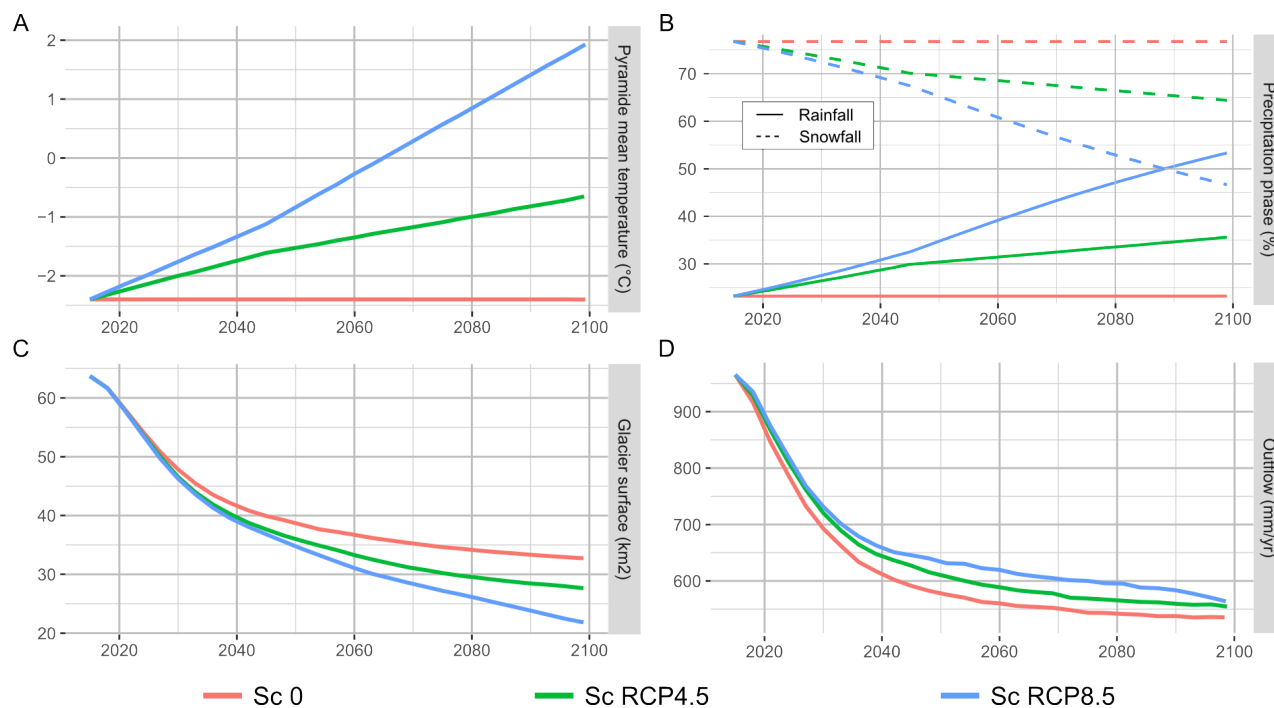 A
Pyramide mean temperature (°C)
2
1
0
−1
−2
2020 2040 2060 2080 2100
B
Precipitation phase (%)
70
60
50
40
30
Rainfall
Snowfall
2020 2040 2060 2080 2100
C
Glacier surface (km2)
60
50
40
30
20
2020 2040 2060 2080 2100
D
Outflow (mm/yr)
900
800
700
600
2020 2040 2060 2080 2100
Sc 0 Sc RCP4.5 Sc RCP8.5